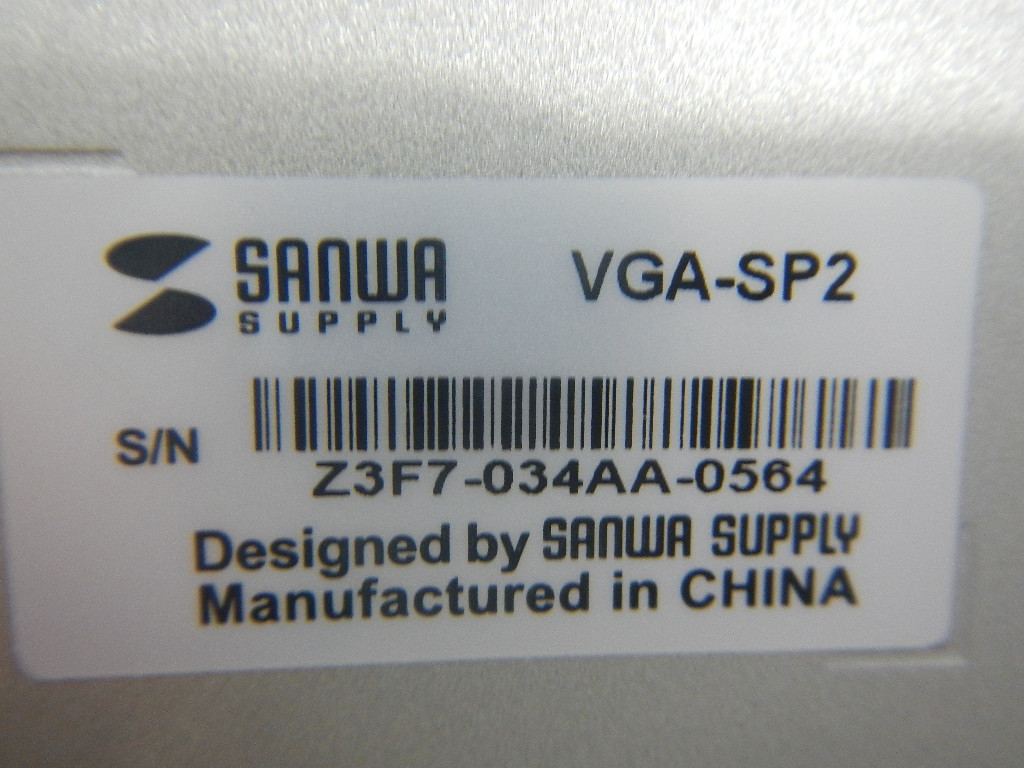 SANWA SUPPLY VGA-SP2
S/N
Z3F7-034AA-0564
Designed by SANWA SUPPLY
Manufactured in CHINA